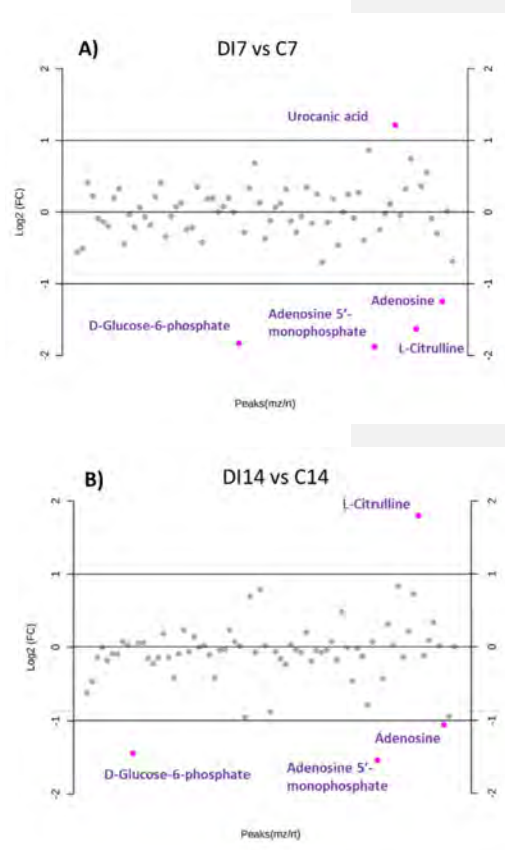 A)
DI7 vs C7
2
2
Urocanic acid
1
1
Log2 (FC)
0
0
-1
-1
Adenosine
D-Glucose-6-phosphate
Adenosine 5'-
monophosphate
L-Citrulline
-2
-2
Peaks(mz/rt)
B)
DI14 vs C14
2
2
L-Citrulline
1
1
Log2 (FC)
0
0
-1
-1
Adenosine
D-Glucose-6-phosphate
Adenosine 5'-
monophosphate
-2
-2
Peaks(mz/rt)